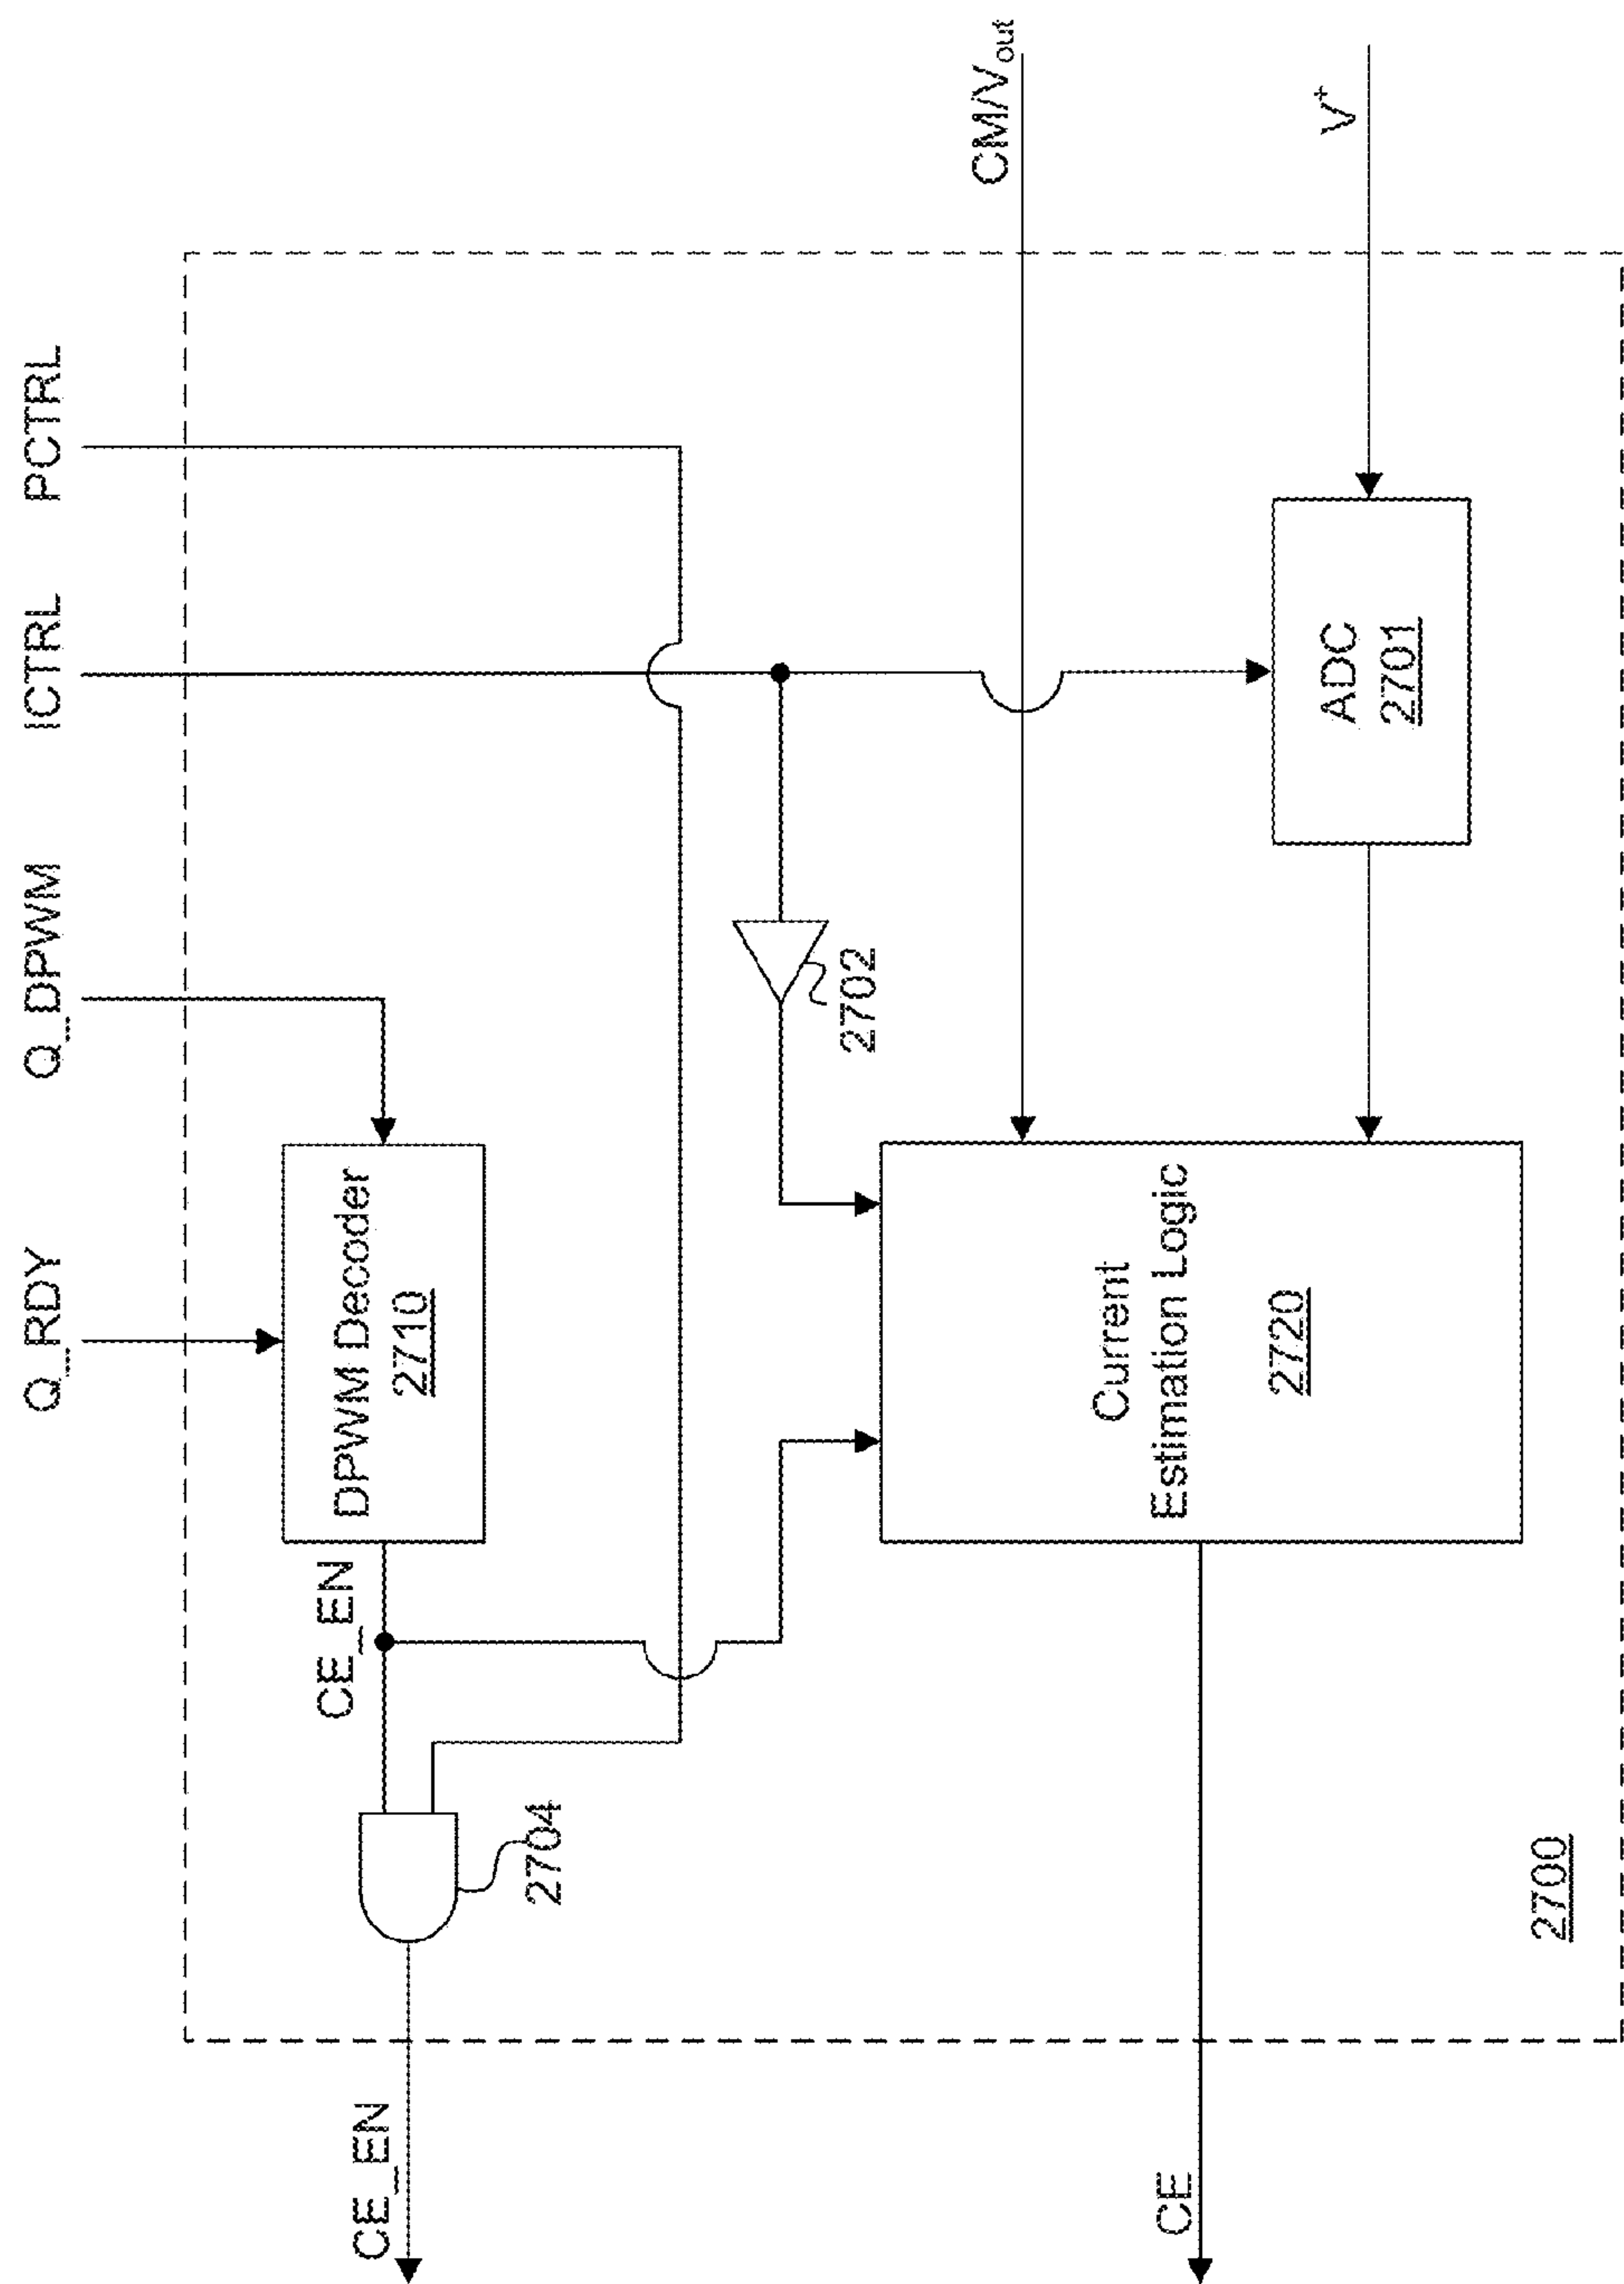 Q_RDY
Q_DPWM
ICTRL
PCTRL
DPWM Decoder
2710
CE_EN
CE_EN
2704
2702
CM/Vout
V+
ADC
2701
Current
Estimation Logic
2720
CE
2700